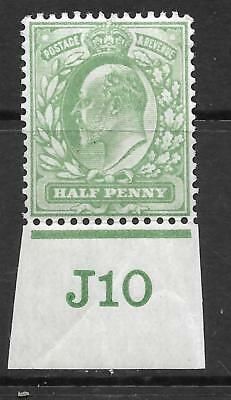 POSTAGE & REVENUE
HALF PENNY
J10